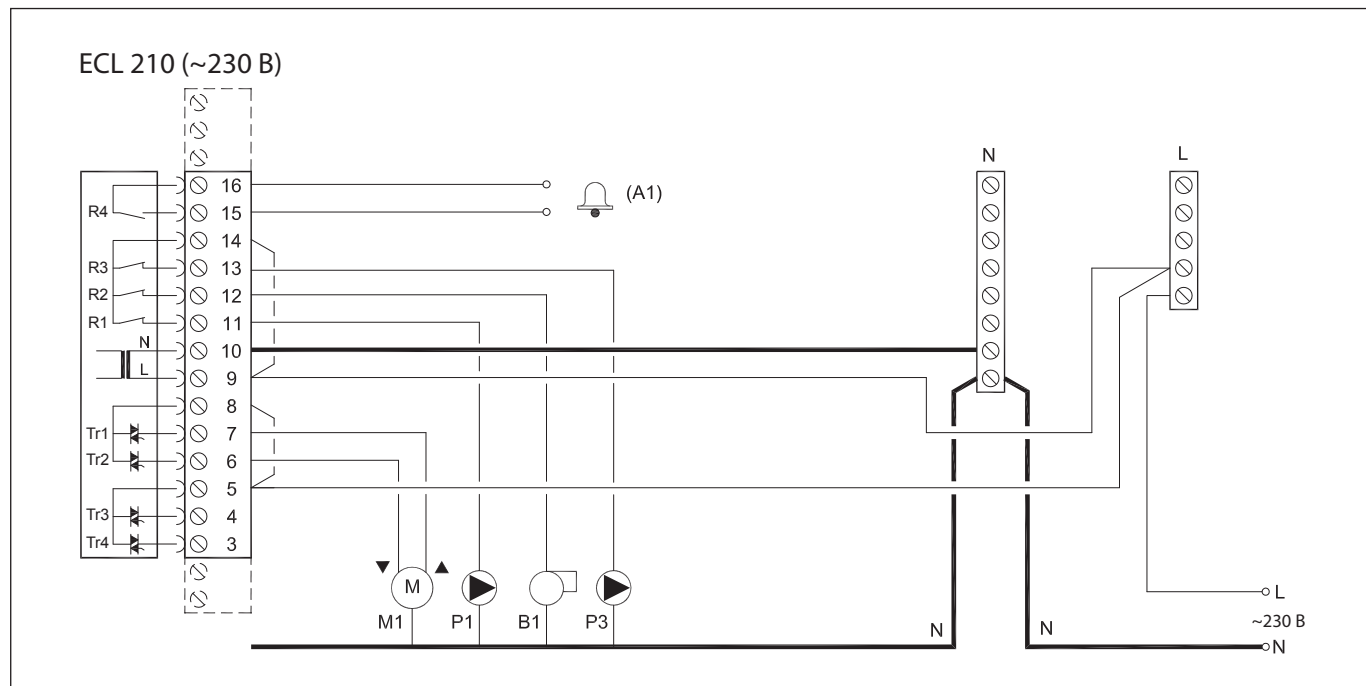 ECL 210 (~230 В)
N
L
16
(A1)
R4
15
14
R3
13
R2
12
R1
11
N
10
L
9
8
Tr1
7
Tr2
6
5
Tr3
4
Tr4
3
M
L
M1
P1
B1
P3
~230 В
N
N
N